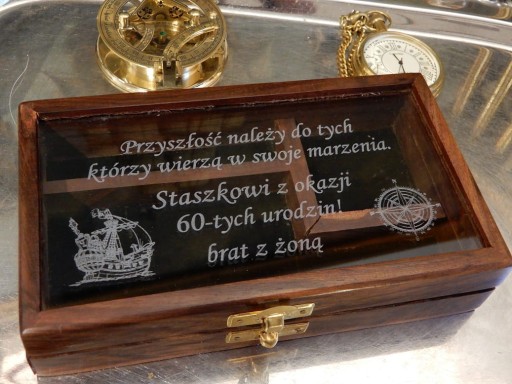 Przyszłość należy do tych
którzy wierzą w swoje marzenia.
Staszkowi z okazji
60-tych urodzin!
brat z żoną